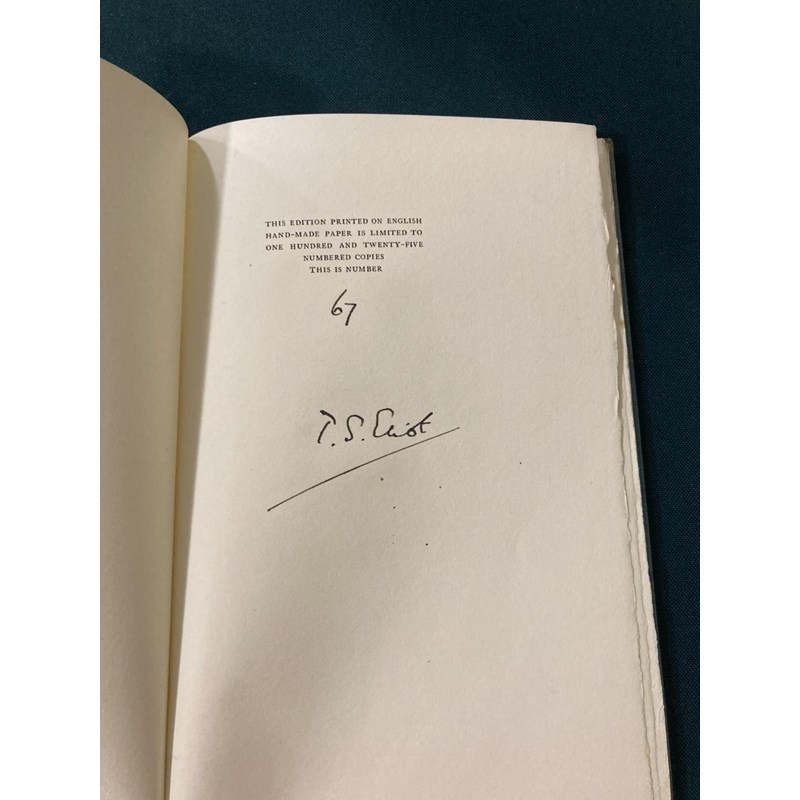 THIS EDITION PRINTED ON ENGLISH
HAND-MADE PAPER IS LIMITED TO
ONE HUNDRED AND TWENTY-FIVE
NUMBERED COPIES
THIS IS NUMBER
67
T. S. Eliot